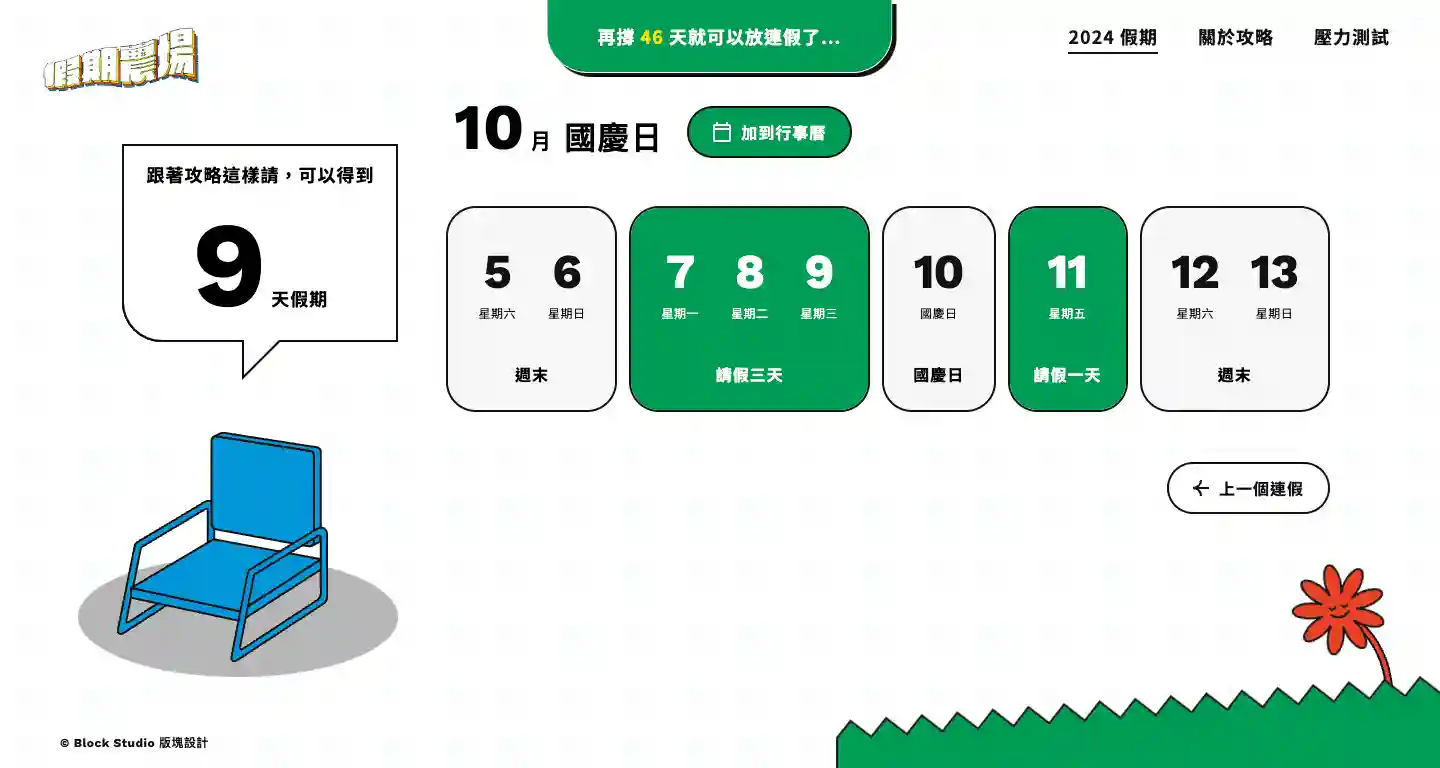 假期農場
再撐 46 天就可以放連假了...
2024 假期
關於攻略
壓力測試
10月 國慶日
加到行事曆
跟著攻略這樣請，可以得到
9 天假期
5 6
星期六 星期日
週末
7 8 9
星期一 星期二 星期三
請假三天
10
國慶日
國慶日
11
星期五
請假一天
12 13
星期六 星期日
週末
上一個連假
© Block Studio 版塊設計